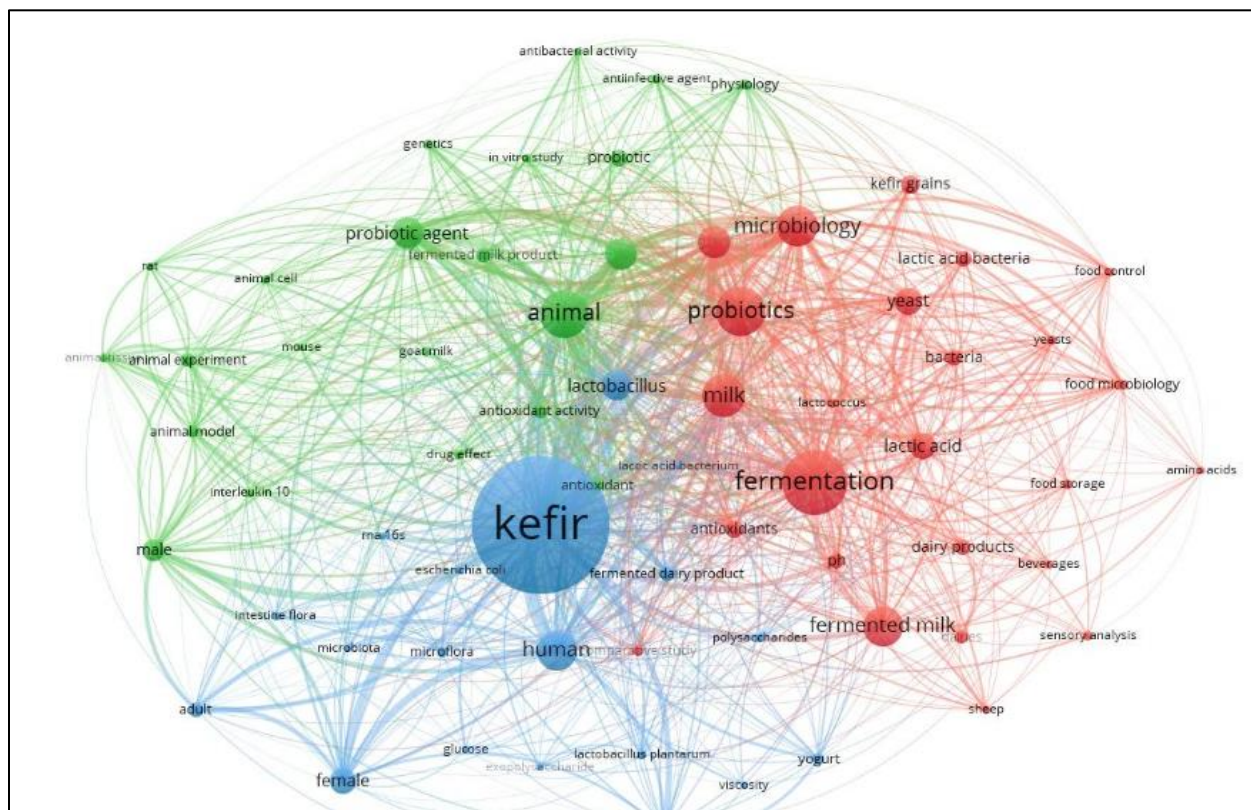 antibacterial activity
antiinfective agent
physiology
genetics
in vitro study
probiotic
kefir grains
probiotic agent
microbiology
fermented milk product
lactic acid bacteria
rat
animal cell
food control
animal
probiotics
yeast
mouse
goat milk
yeasts
animal experiment
bacteria
lactobacillus
food microbiology
milk
lactococcus
antioxidant activity
animal model
lactic acid
drug effect
lactic acid bacterium
amino acids
fermentation
interleukin 10
antioxidant
food storage
kefir
antioxidants
rna 16s
male
dairy products
ph
beverages
escherichia coli
fermented dairy product
intestine flora
fermented milk
polysaccharides
dairies
sensory analysis
microbiota
microflora
human
comparative study
adult
sheep
glucose
lactobacillus plantarum
yogurt
exopolysaccharide
female
viscosity